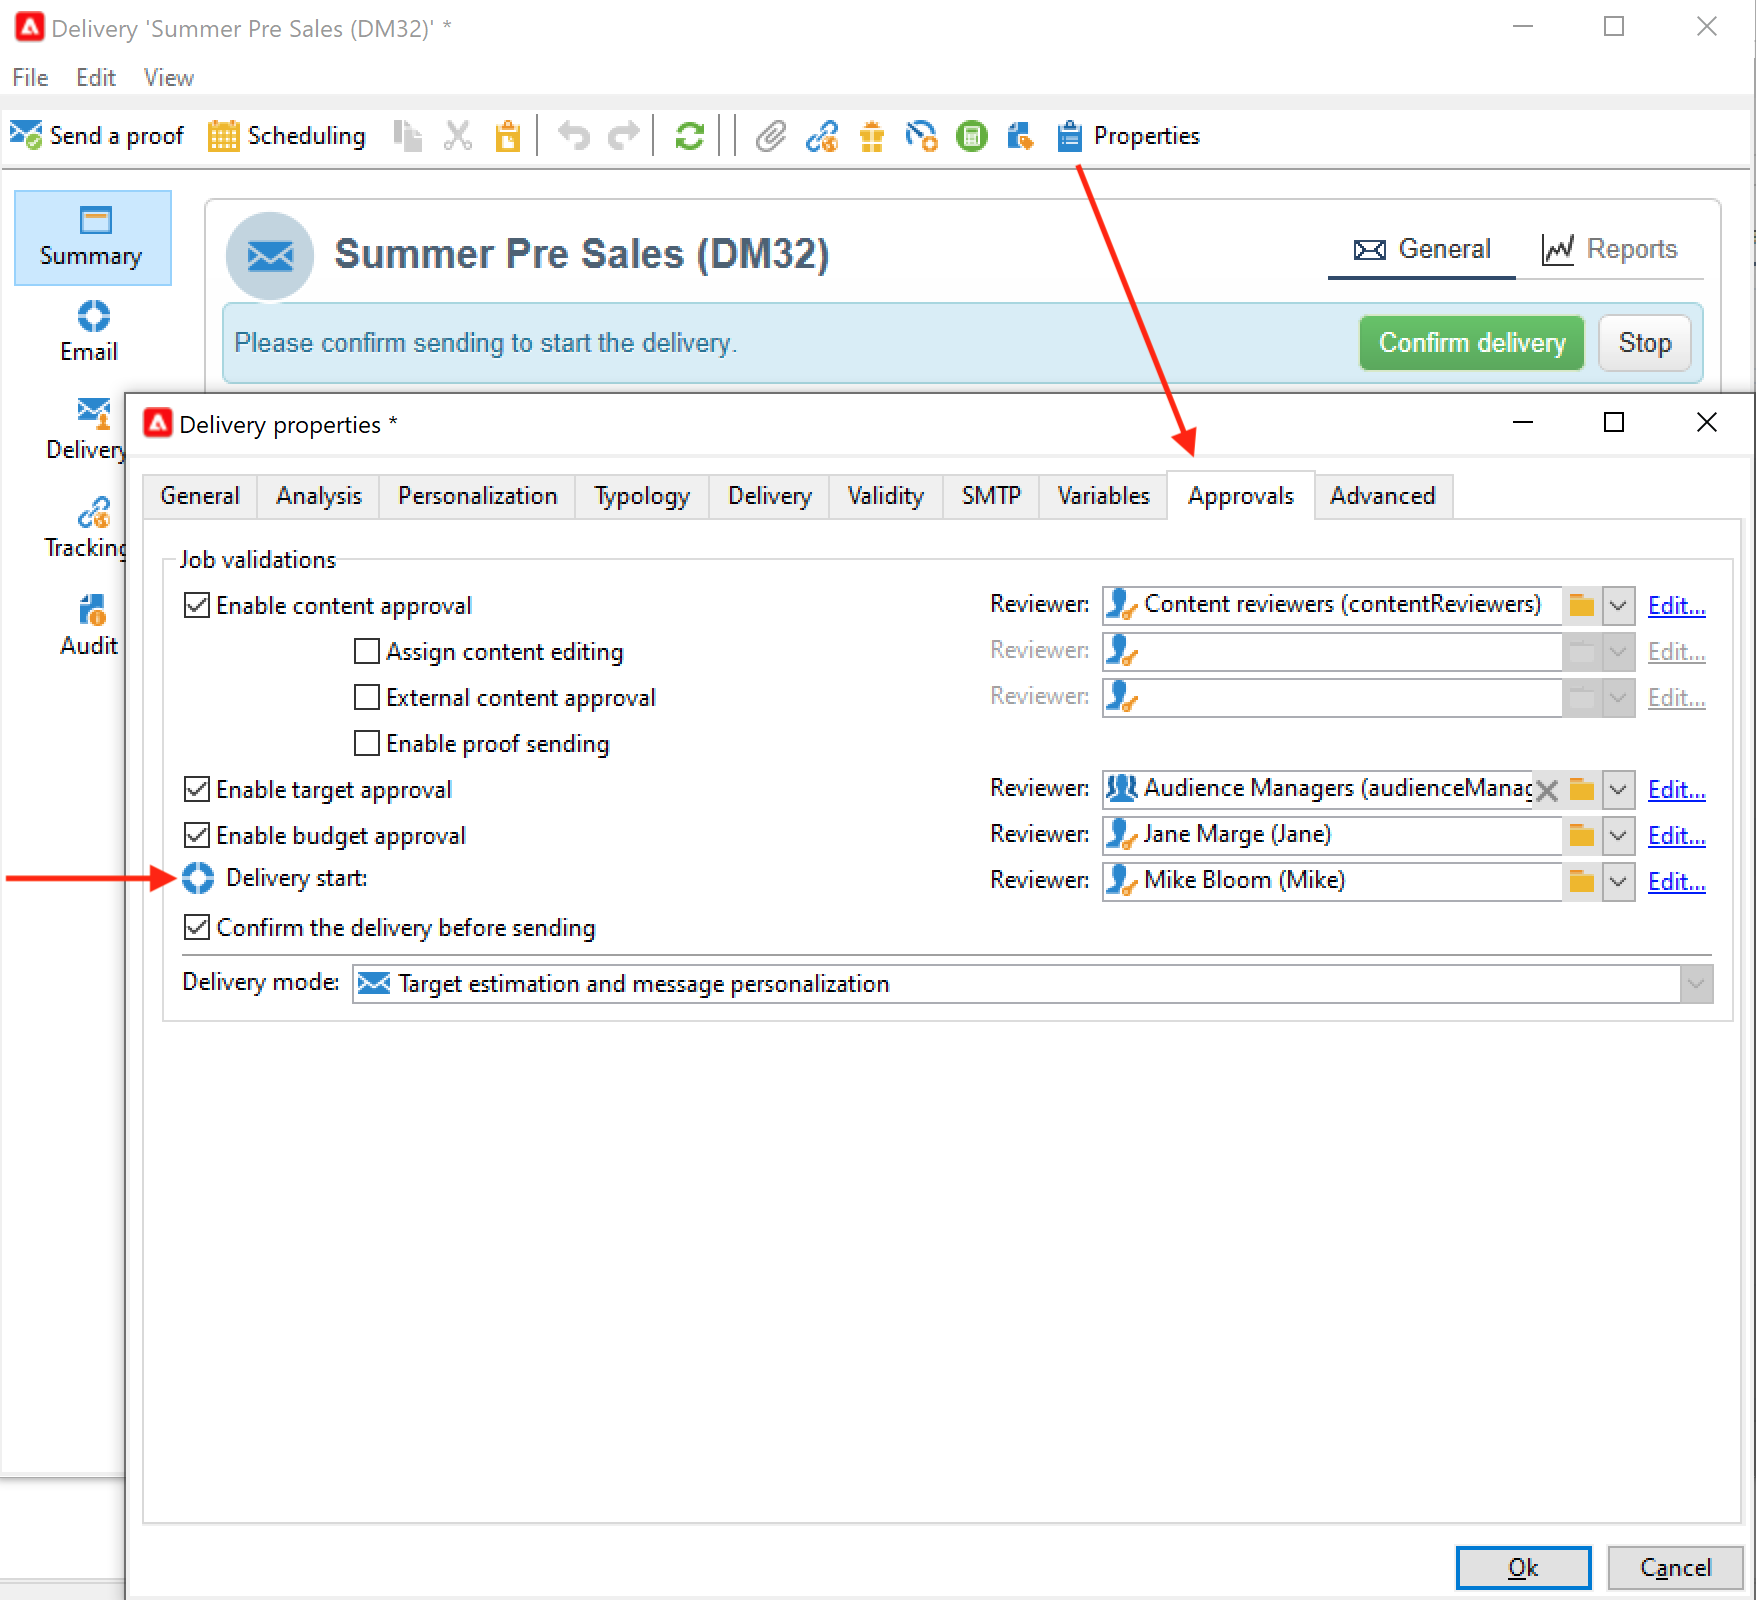 Delivery 'Summer Pre Sales (DM32)' *
File Edit View
Send a proof Scheduling Properties
Summary
Email
Delivery
Tracking
Audit
Summer Pre Sales (DM32) General Reports
Please confirm sending to start the delivery. Confirm delivery Stop
Delivery properties *
General Analysis Personalization Typology Delivery Validity SMTP Variables Approvals Advanced
Job validations
Enable content approval Reviewer: Content reviewers (contentReviewers) Edit...
Assign content editing Reviewer: Edit...
External content approval Reviewer: Edit...
Enable proof sending
Enable target approval Reviewer: Audience Managers (audienceManag Edit...
Enable budget approval Reviewer: Jane Marge (Jane) Edit...
Delivery start: Reviewer: Mike Bloom (Mike) Edit...
Confirm the delivery before sending
Delivery mode: Target estimation and message personalization
Ok Cancel